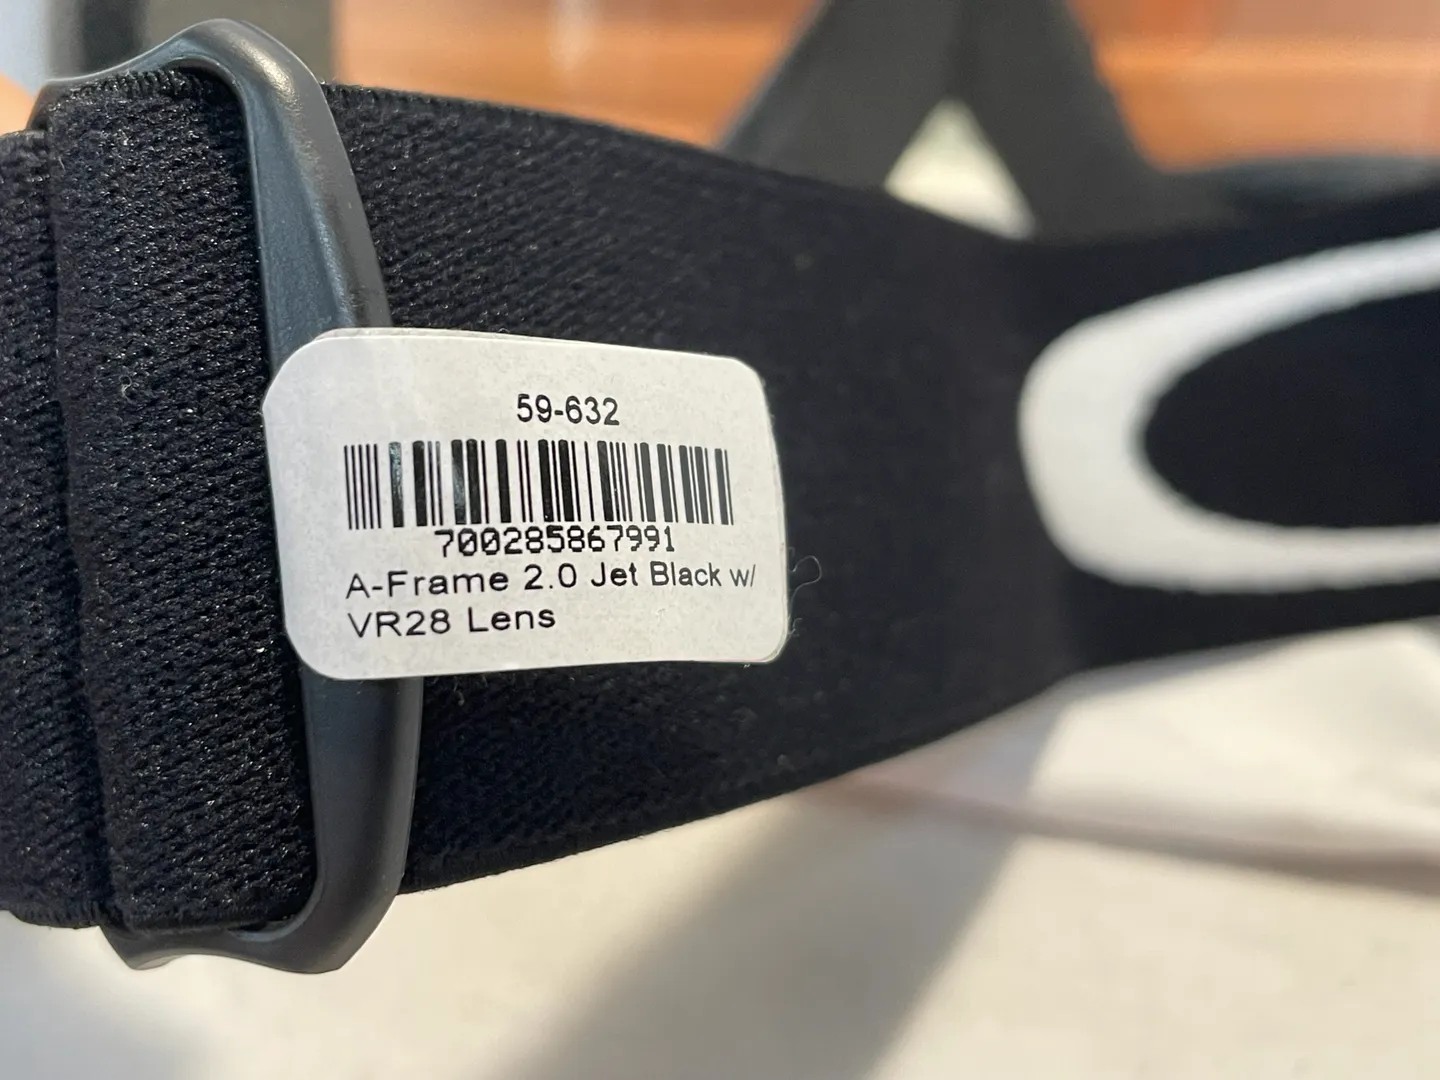 59-632
700285867991
A-Frame 2.0 Jet Black w/
VR28 Lens